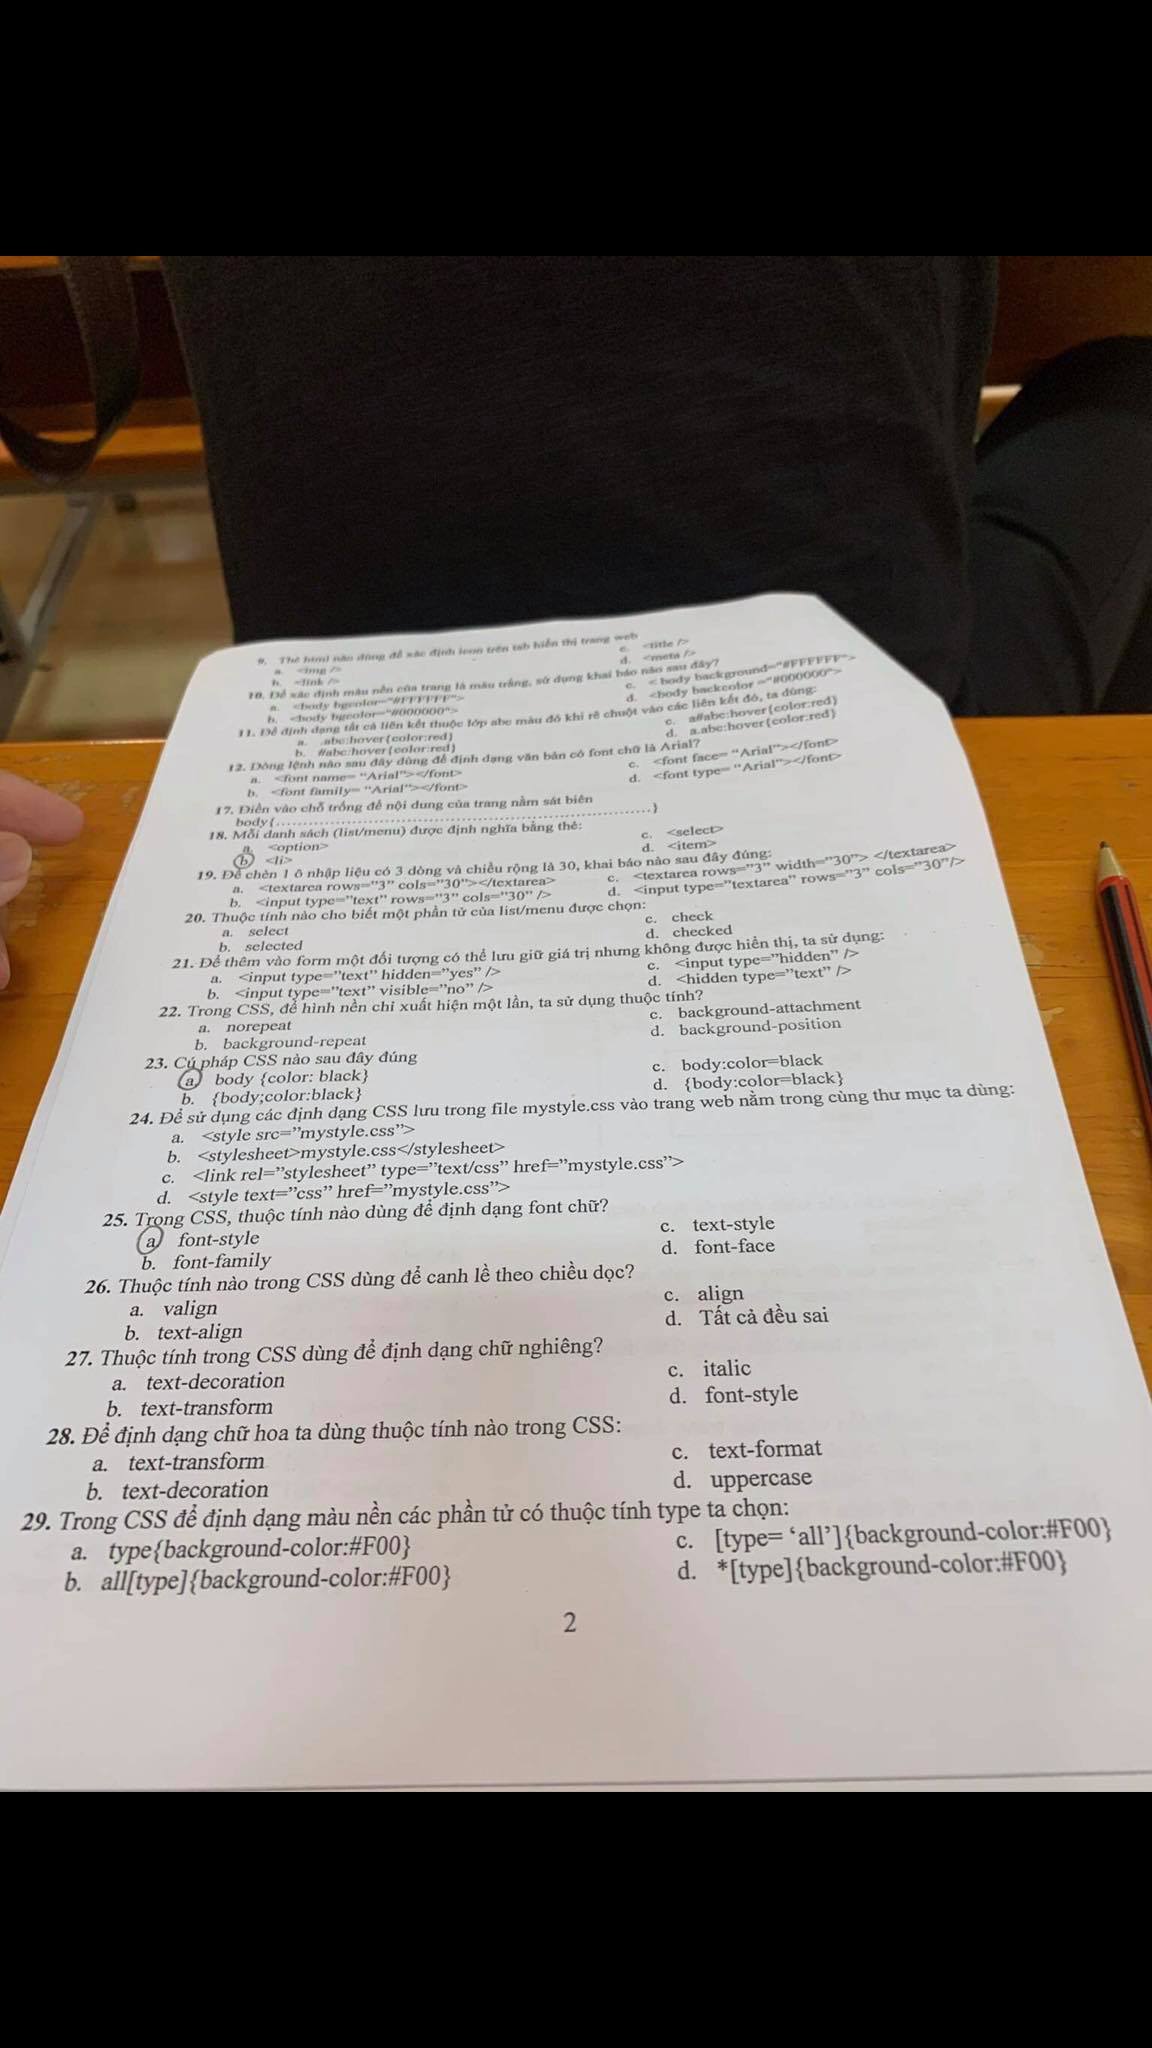 9. Thẻ html nào dùng để xác định icon trên tab hiển thị trang web
a. <img />
b. <link />
c. <title />
d. <meta />
10. Để xác định màu nền của trang là màu trắng, sử dụng khai báo nào sau đây?
a. <body bgcolor="#FFFFFF">
b. <body bgcolor="#000000">
c. < body background="#FFFFFF">
d. <body backcolor ="#000000">
11. Để định dạng tất cả liên kết thuộc lớp abc màu đỏ khi rê chuột vào các liên kết đó, ta dùng:
a. .abc:hover{color:red}
b. #abc:hover{color:red}
c. a#abc:hover{color:red}
d. a.abc:hover{color:red}
12. Dòng lệnh nào sau đây dùng để định dạng văn bản có font chữ là Arial?
a. <font name= "Arial"></font>
b. <font family= "Arial"></font>
c. <font face= "Arial"></font>
d. <font type= "Arial"></font>
17. Điền vào chỗ trống để nội dung của trang nằm sát biên
body{..........................................................................}
18. Mỗi danh sách (list/menu) được định nghĩa bằng thẻ:
a. <option>
b. <li>
c. <select>
d. <item>
19. Để chèn 1 ô nhập liệu có 3 dòng và chiều rộng là 30, khai báo nào sau đây đúng:
a. <textarea rows="3" cols="30"></textarea>
b. <input type="text" rows="3" cols="30" />
c. <textarea rows="3" width="30"> </textarea>
d. <input type="textarea" rows="3" cols="30"/>
20. Thuộc tính nào cho biết một phần tử của list/menu được chọn:
a. select
b. selected
c. check
d. checked
21. Để thêm vào form một đối tượng có thể lưu giữ giá trị nhưng không được hiển thị, ta sử dụng:
a. <input type="text" hidden="yes" />
b. <input type="text" visible="no" />
c. <input type="hidden" />
d. <hidden type="text" />
22. Trong CSS, để hình nền chỉ xuất hiện một lần, ta sử dụng thuộc tính?
a. norepeat
b. background-repeat
c. background-attachment
d. background-position
23. Cú pháp CSS nào sau đây đúng
a. body {color: black}
b. {body;color:black}
c. body:color=black
d. {body:color=black}
24. Để sử dụng các định dạng CSS lưu trong file mystyle.css vào trang web nằm trong cùng thư mục ta dùng:
a. <style src="mystyle.css">
b. <stylesheet>mystyle.css</stylesheet>
c. <link rel="stylesheet" type="text/css" href="mystyle.css">
d. <style text="css" href="mystyle.css">
25. Trong CSS, thuộc tính nào dùng để định dạng font chữ?
a. font-style
b. font-family
c. text-style
d. font-face
26. Thuộc tính nào trong CSS dùng để canh lề theo chiều dọc?
a. valign
b. text-align
c. align
d. Tất cả đều sai
27. Thuộc tính trong CSS dùng để định dạng chữ nghiêng?
a. text-decoration
b. text-transform
c. italic
d. font-style
28. Để định dạng chữ hoa ta dùng thuộc tính nào trong CSS:
a. text-transform
b. text-decoration
c. text-format
d. uppercase
29. Trong CSS để định dạng màu nền các phần tử có thuộc tính type ta chọn:
a. type{background-color:#F00}
b. all[type]{background-color:#F00}
c. [type= 'all']{background-color:#F00}
d. *[type]{background-color:#F00}
2